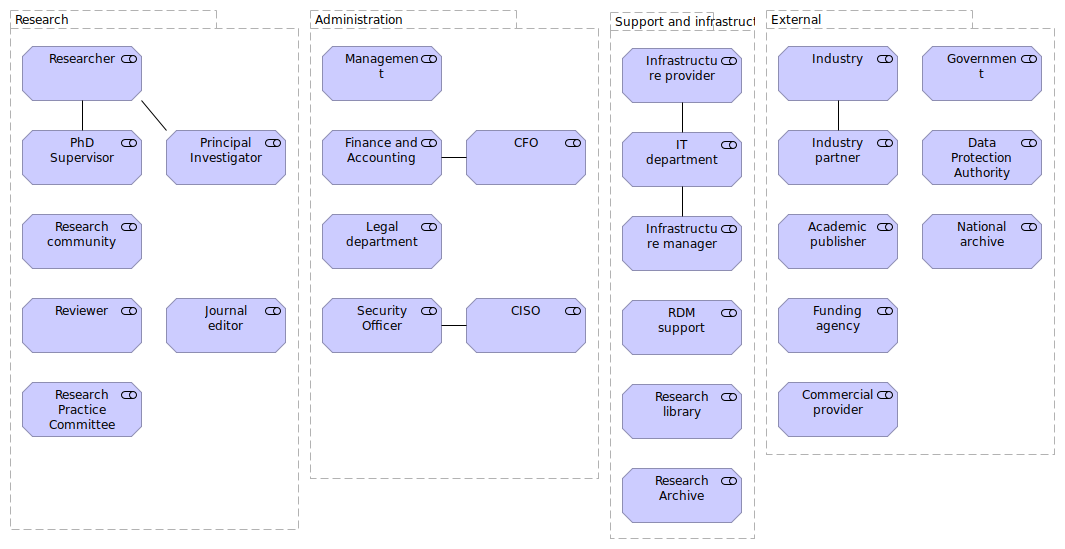 Research
Researcher
PhD
Supervisor
Principal
Investigator
Research
community
Reviewer
Journal
editor
Research
Practice
Committee
Administration
Managemen
t
Finance and
Accounting
CFO
Legal
department
Security
Officer
CISO
Support and infrastruct
Infrastructu
re provider
IT
department
Infrastructu
re manager
RDM
support
Research
library
Research
Archive
External
Industry
Governmen
t
Industry
partner
Data
Protection
Authority
Academic
publisher
National
archive
Funding
agency
Commercial
provider